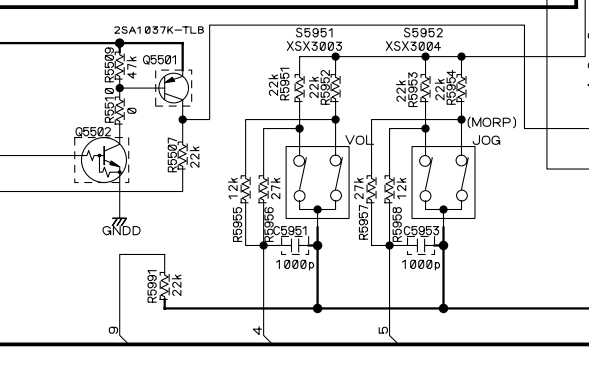 2SA1037K-TLB
S5951
XSX3003
S5952
XSX3004
R5509
47k
Q5501
R5510
0
Q5502
R5507
22k
22k
R5951
22k
R5952
22k
R5953
22k
R5954
VOL
(MORP)
JOG
R5955
12k
R5956
27k
R5957
27k
R5958
12k
GNDD
C5951
1000p
C5953
1000p
R5991
22k
9
4
5